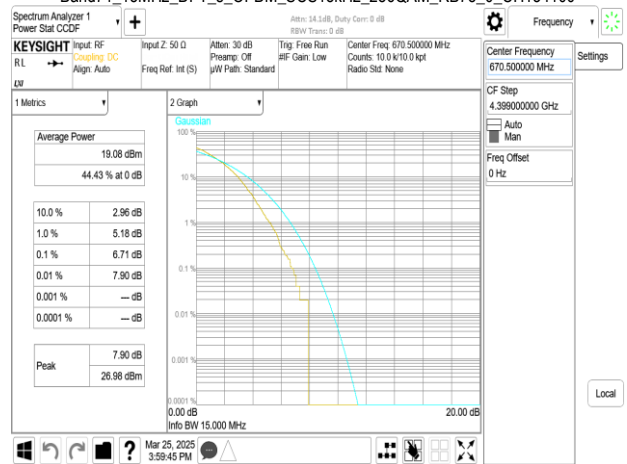 Spectrum Analyzer 1
Power Stat CCDF
Attn: 14.1dB, Duty Corr: 0 dB
REW Trans: 0 dB
Frequency
KEYSIGHT
RL
Input: RF
Coupling: DC
Align: Auto
Input Z: 50 Ω
Freq Ref: Int (S)
Atten: 30 dB
Preamp: Off
µW Path: Standard
Trig: Free Run
#IF Gain: Low
Center Freq: 670.500000 MHz
Counts: 10.0 k/10.0 kpt
Radio Std: None
Center Frequency
670.500000 MHz
Settings
CF Step
4.399000000 GHz
Auto
Man
Freq Offset
0 Hz
1 Metrics
2 Graph
Average Power
19.08 dBm
44.43 % at 0 dB
10.0 % 2.96 dB
1.0 % 5.18 dB
0.1 % 6.71 dB
0.01 % 7.90 dB
0.001 % --- dB
0.0001 % --- dB
Peak
7.90 dB
26.98 dBm
Gaussian
100 %
10 %
1 %
0.1 %
0.01 %
0.001 %
0.0001 %
0.00 dB
20.00 dB
Info BW 15.000 MHz
Local
Mar 25, 2025
3:59:45 PM